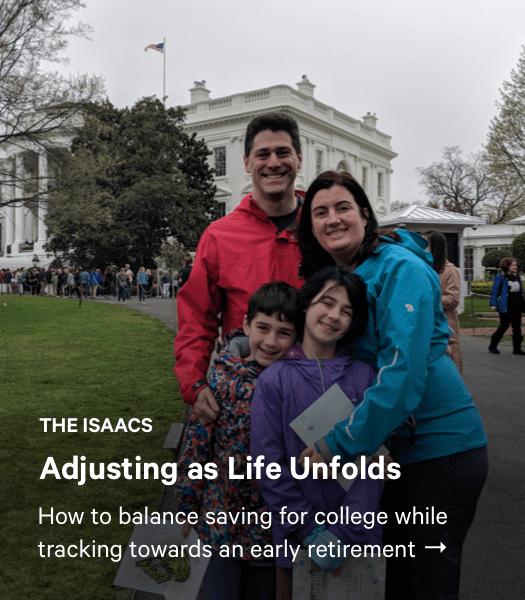 THE ISAACS
Adjusting as Life Unfolds
How to balance saving for college while
tracking towards an early retirement →